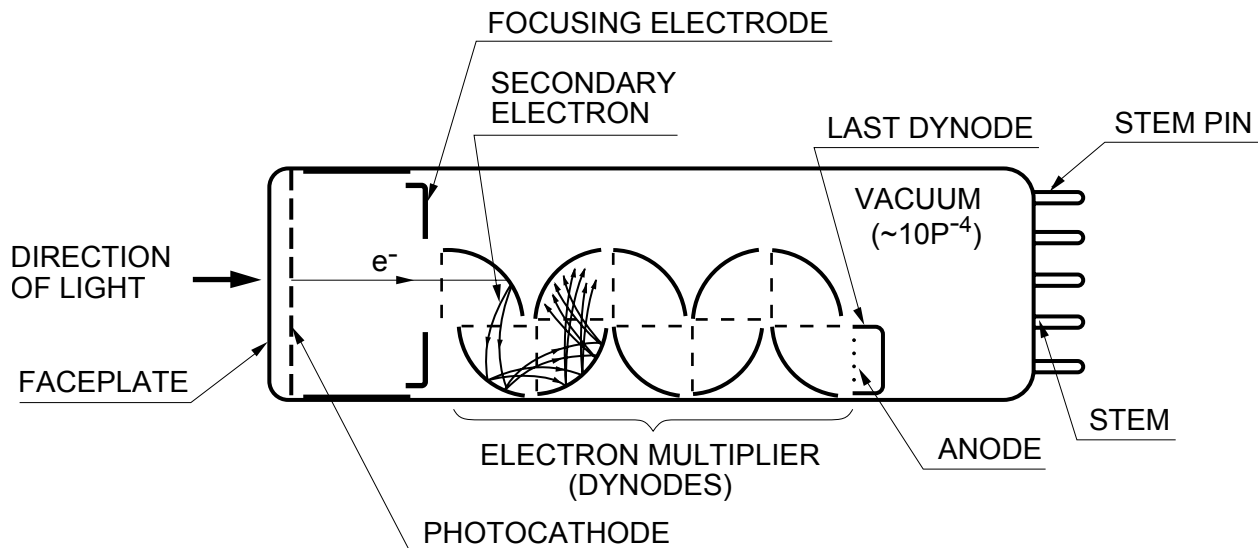 FOCUSING ELECTRODE
SECONDARY
ELECTRON
LAST DYNODE
STEM PIN
VACUUM
(~10P⁻⁴)
DIRECTION
OF LIGHT
e⁻
FACEPLATE
STEM
ANODE
ELECTRON MULTIPLIER
(DYNODES)
PHOTOCATHODE